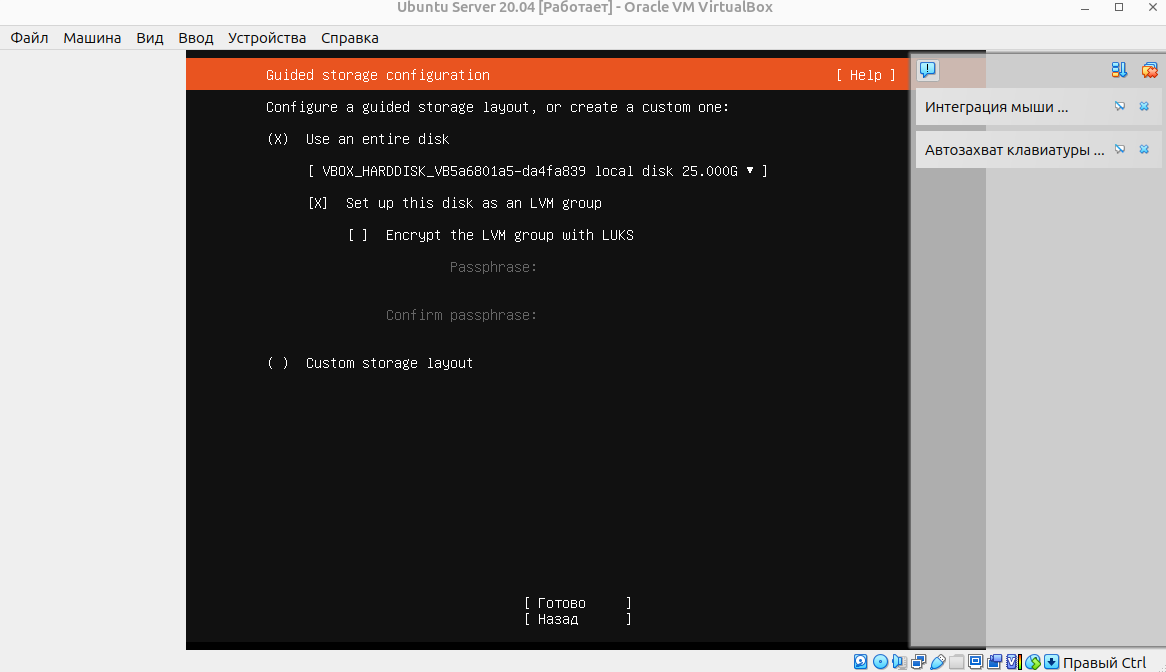 Ubuntu Server 20.04 [Работает] - Oracle VM VirtualBox
Файл Машина Вид Ввод Устройства Справка
Guided storage configuration [ Help ]
Configure a guided storage layout, or create a custom one:
(X) Use an entire disk
[ VBOX_HARDDISK_VB5a6801a5-da4fa839 local disk 25.000G ▾ ]
[X] Set up this disk as an LVM group
[ ] Encrypt the LVM group with LUKS
Passphrase:
Confirm passphrase:
( ) Custom storage layout
[ Готово ]
[ Назад ]
Интеграция мыши ...
Автозахват клавиатуры ...
Правый Ctrl